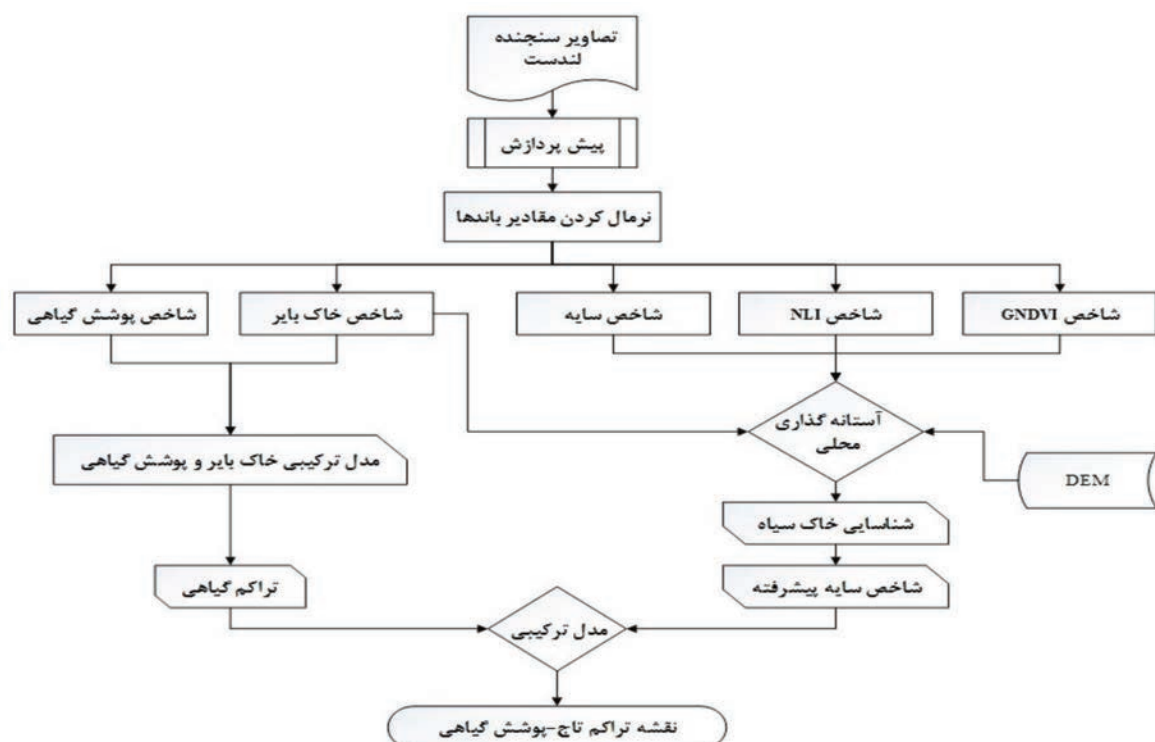 تصاویر سنجنده
لندست
پیش پردازش
نرمال کردن مقادیر باندها
شاخص GNDVI
شاخص NLI
شاخص سایه
شاخص خاک بایر
شاخص پوشش گیاهی
آستانه گذاری
محلی
مدل ترکیبی خاک بایر و پوشش گیاهی
DEM
شناسایی خاک سیاه
شاخص سایه پیشرفته
تراکم گیاهی
مدل ترکیبی
نقشه تراکم تاج-پوشش گیاهی